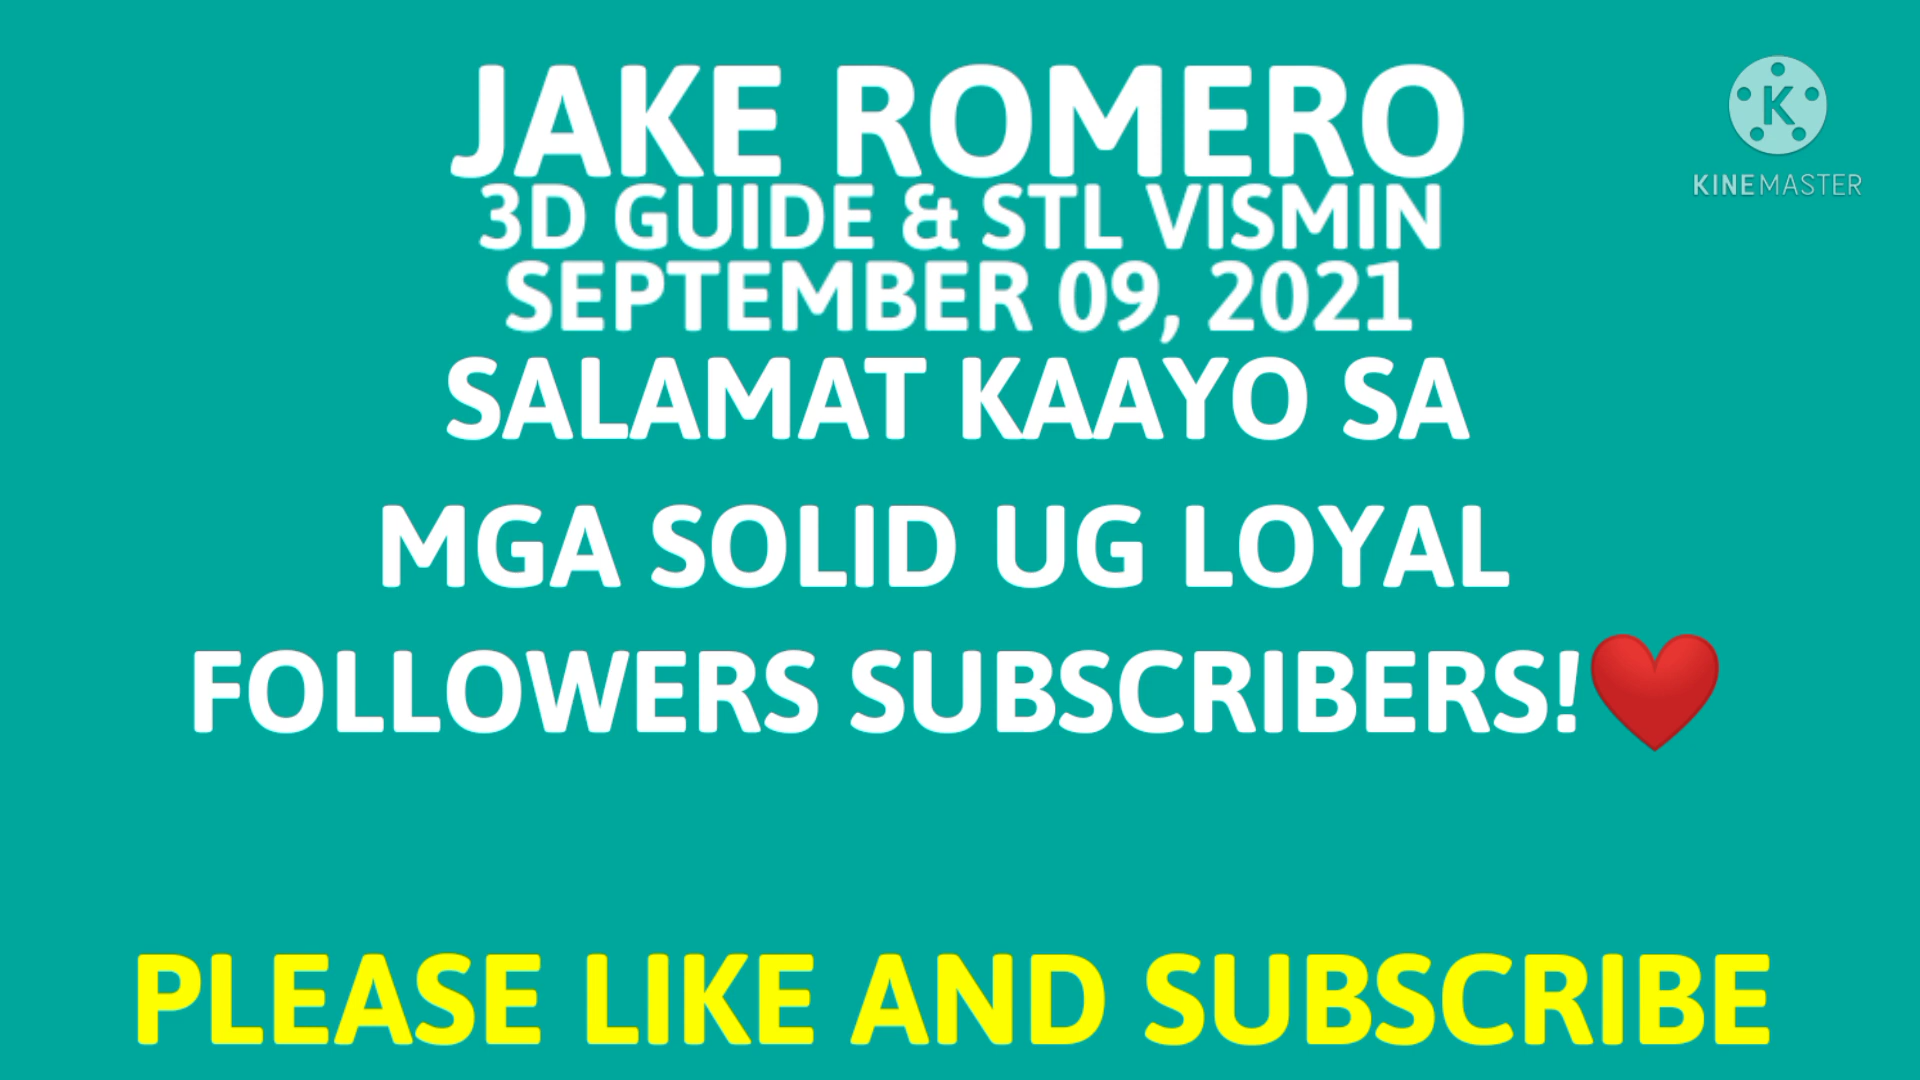 JAKE ROMERO
3D GUIDE & STL VISMIN
SEPTEMBER 09, 2021
SALAMAT KAAYO SA
MGA SOLID UG LOYAL
FOLLOWERS SUBSCRIBERS!❤️
PLEASE LIKE AND SUBSCRIBE
K
KINEMASTER